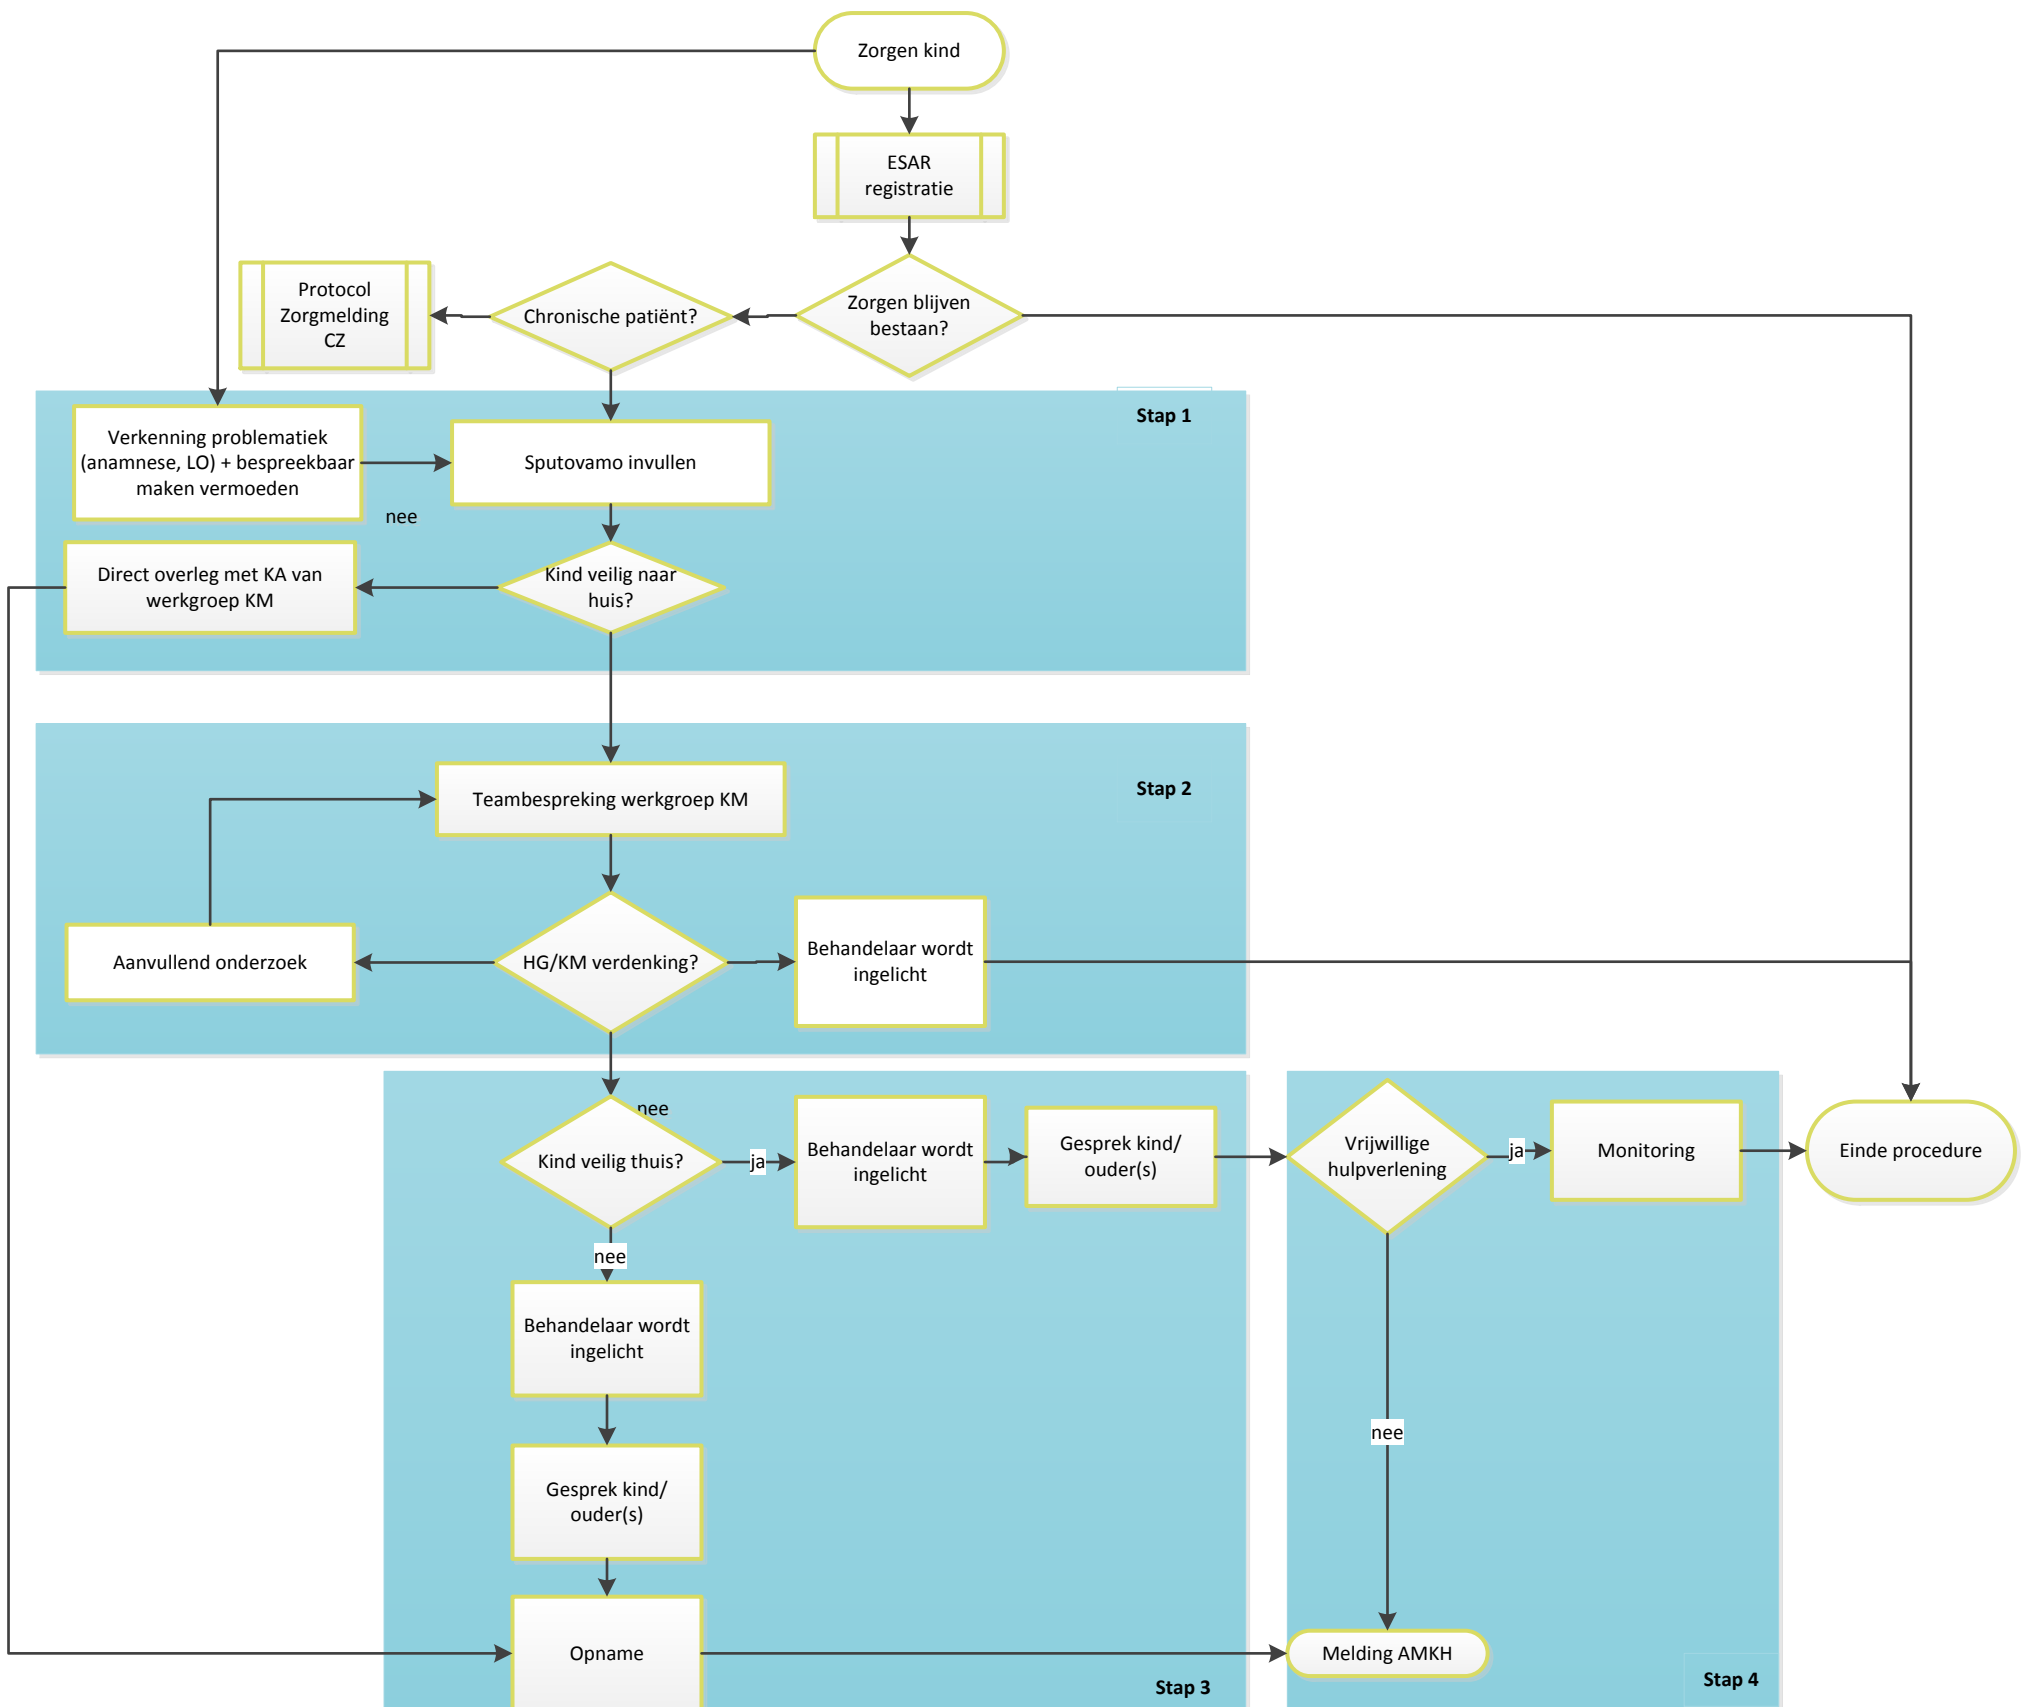 Zorgen kind
ESAR
registratie
Protocol
Zorgmelding
CZ
Chronische patiënt?
Zorgen blijven
bestaan?
Stap 1
Verkenning problematiek
(anamnese, LO) + bespreekbaar
maken vermoeden
Sputovamo invullen
nee
Direct overleg met KA van
werkgroep KM
Kind veilig naar
huis?
Stap 2
Teambespreking werkgroep KM
Aanvullend onderzoek
HG/KM verdenking?
Behandelaar wordt
ingelicht
nee
Kind veilig thuis?
ja
Behandelaar wordt
ingelicht
Gesprek kind/
ouder(s)
Vrijwillige
hulpverlening
ja
Monitoring
Einde procedure
nee
Behandelaar wordt
ingelicht
nee
Gesprek kind/
ouder(s)
Opname
Melding AMKH
Stap 3
Stap 4